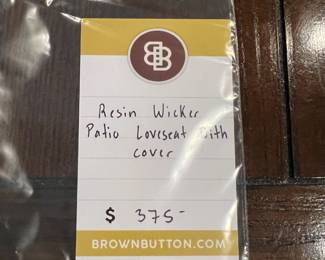 BB
Resin Wicker
Patio Loveseat With
cover
$ 375-
BROWNBUTTON.COM